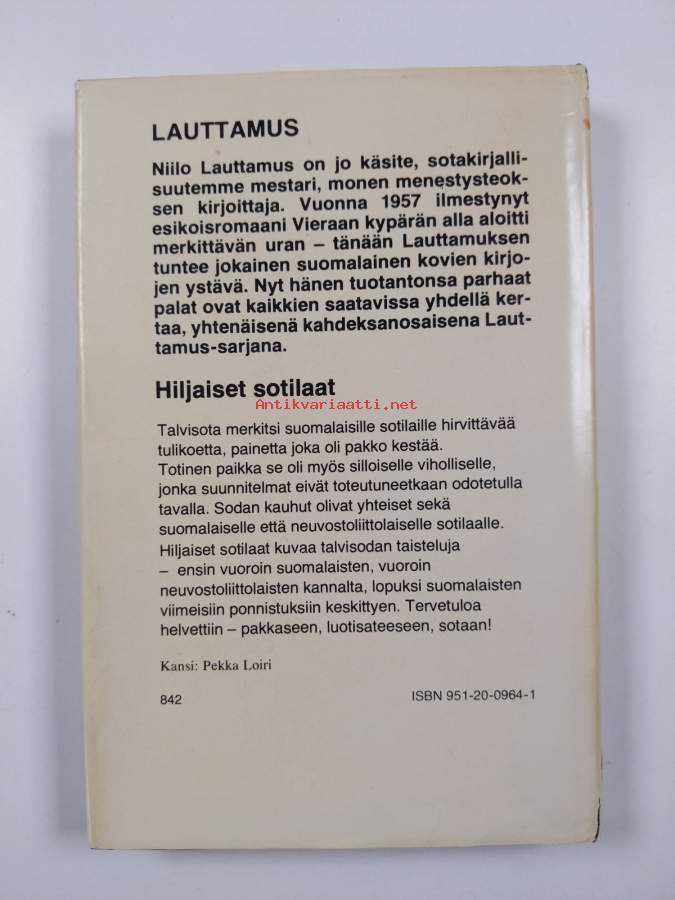 LAUTTAMUS
Niilo Lauttamus on jo käsite, sotakirjalli-
suutemme mestari, monen menestysteok-
sen kirjoittaja. Vuonna 1957 ilmestynyt
esikoisromaani Vieraan kypärän alla aloitti
merkittävän uran – tänään Lauttamuksen
tuntee jokainen suomalainen kovien kirjo-
jen ystävä. Nyt hänen tuotantonsa parhaat
palat ovat kaikkien saatavissa yhdellä ker-
taa, yhtenäisenä kahdeksanosaisena Laut-
tamus-sarjana.
Hiljaiset sotilaat
Antikvariaatti.net
Talvisota merkitsi suomalaisille sotilaille hirvittävää
tulikoetta, painetta joka oli pakko kestää.
Totinen paikka se oli myös silloiselle viholliselle,
jonka suunnitelmat eivät toteutuneetkaan odotetulla
tavalla. Sodan kauhut olivat yhteiset sekä
suomalaiselle että neuvostoliittolaiselle sotilaalle.
Hiljaiset sotilaat kuvaa talvisodan taisteluja
– ensin vuoroin suomalaisten, vuoroin
neuvostoliittolaisten kannalta, lopuksi suomalaisten
viimeisiin ponnistuksiin keskittyen. Tervetuloa
helvettiin – pakkaseen, luotisateeseen, sotaan!
Kansi: Pekka Loiri
842
ISBN 951-20-0964-1